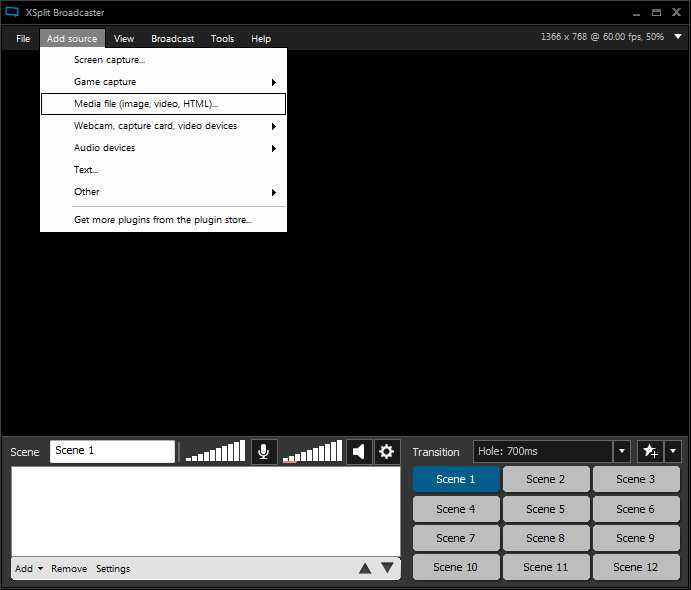 XSplit Broadcaster
File Add source View Broadcast Tools Help 1366 x 768 @ 60.00 fps, 50%
Screen capture...
Game capture
Media file (image, video, HTML)...
Webcam, capture card, video devices
Audio devices
Text...
Other
Get more plugins from the plugin store...
Scene Scene 1 Transition Hole: 700ms
Scene 1 Scene 2 Scene 3
Scene 4 Scene 5 Scene 6
Scene 7 Scene 8 Scene 9
Scene 10 Scene 11 Scene 12
Add Remove Settings